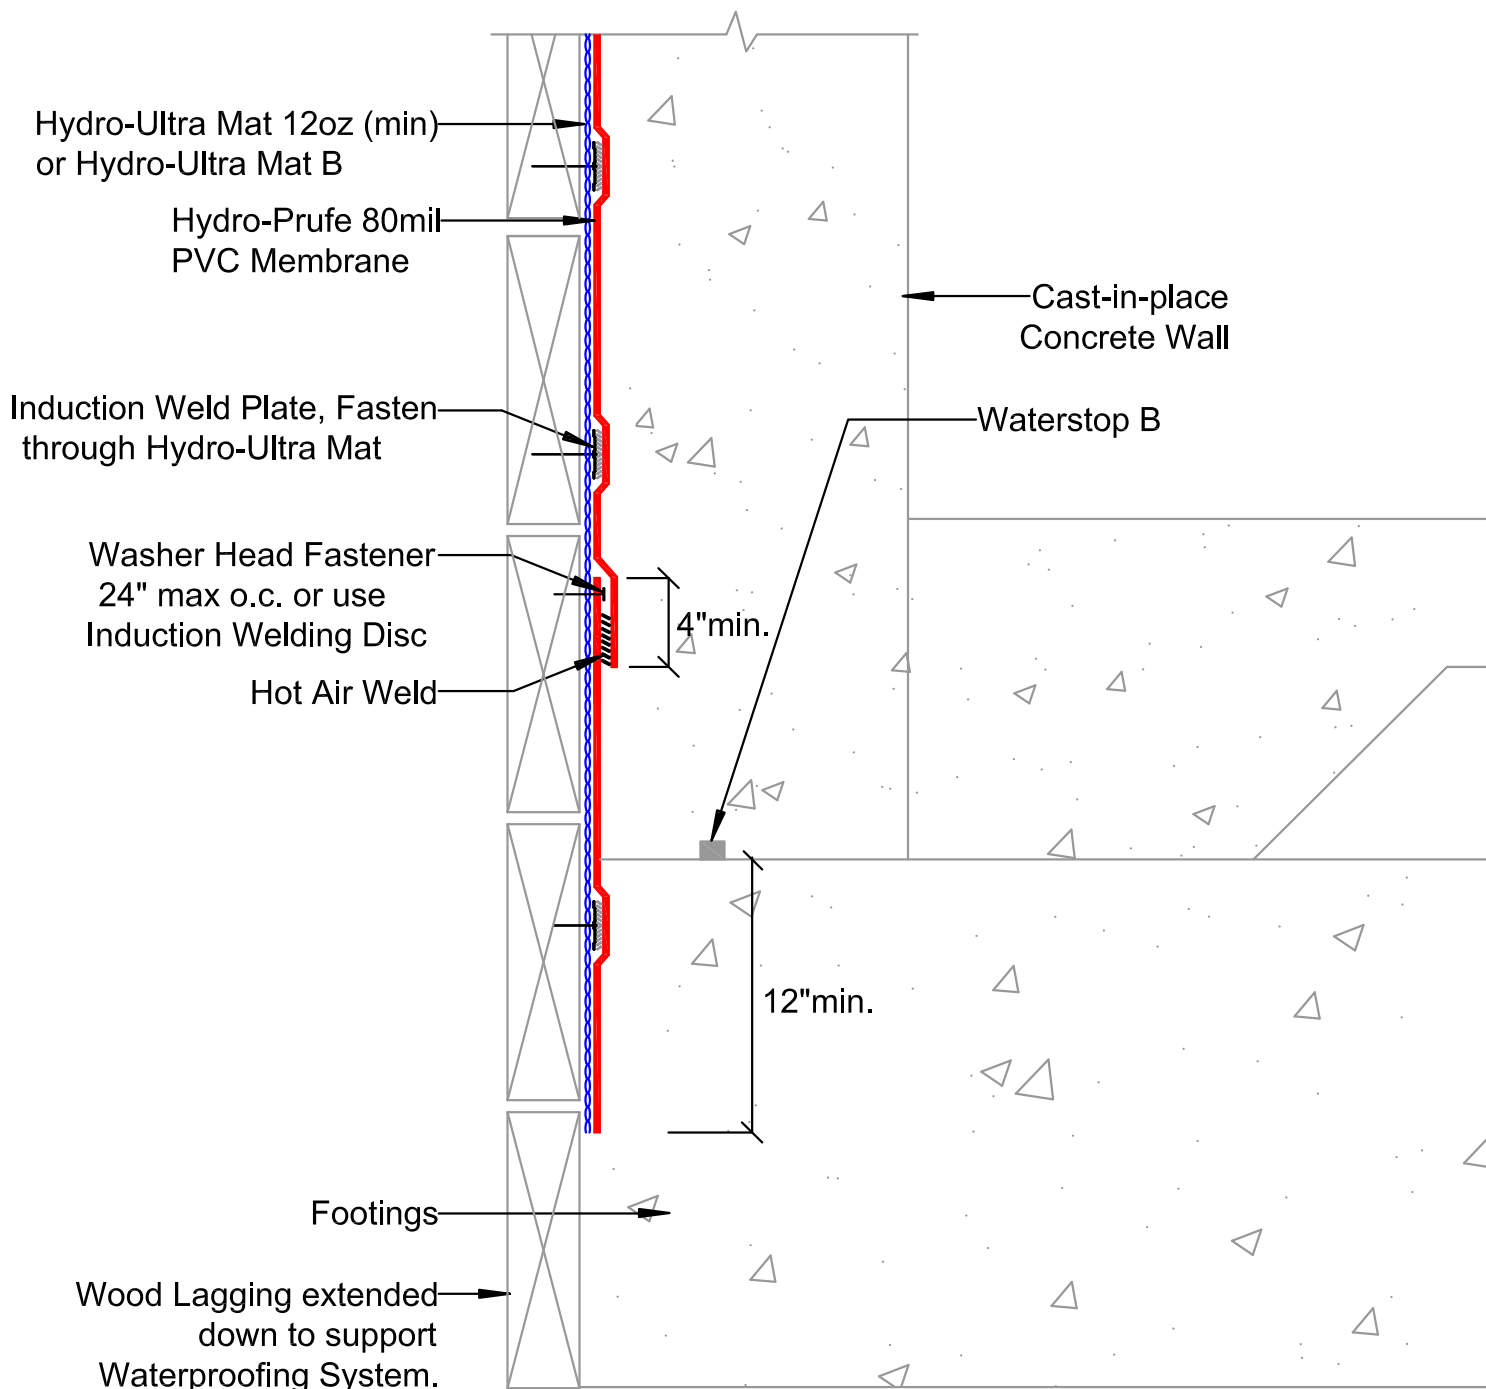 Hydro-Ultra Mat 12oz (min)
or Hydro-Ultra Mat B
Hydro-Prufe 80mil
PVC Membrane
Cast-in-place
Concrete Wall
Induction Weld Plate, Fasten
through Hydro-Ultra Mat
Waterstop B
Washer Head Fastener
24" max o.c. or use
Induction Welding Disc
4"min.
Hot Air Weld
12"min.
Footings
Wood Lagging extended
down to support
Waterproofing System.